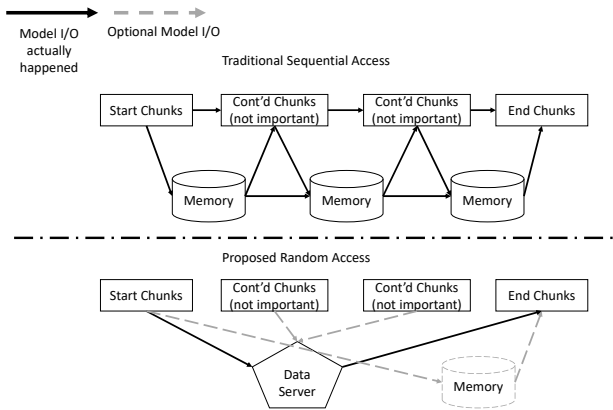 Model I/O
actually
happened
Optional Model I/O
Traditional Sequential Access
Start Chunks
Cont'd Chunks
(not important)
Cont'd Chunks
(not important)
End Chunks
Memory
Memory
Memory
Proposed Random Access
Start Chunks
Cont'd Chunks
(not important)
Cont'd Chunks
(not important)
End Chunks
Data
Server
Memory